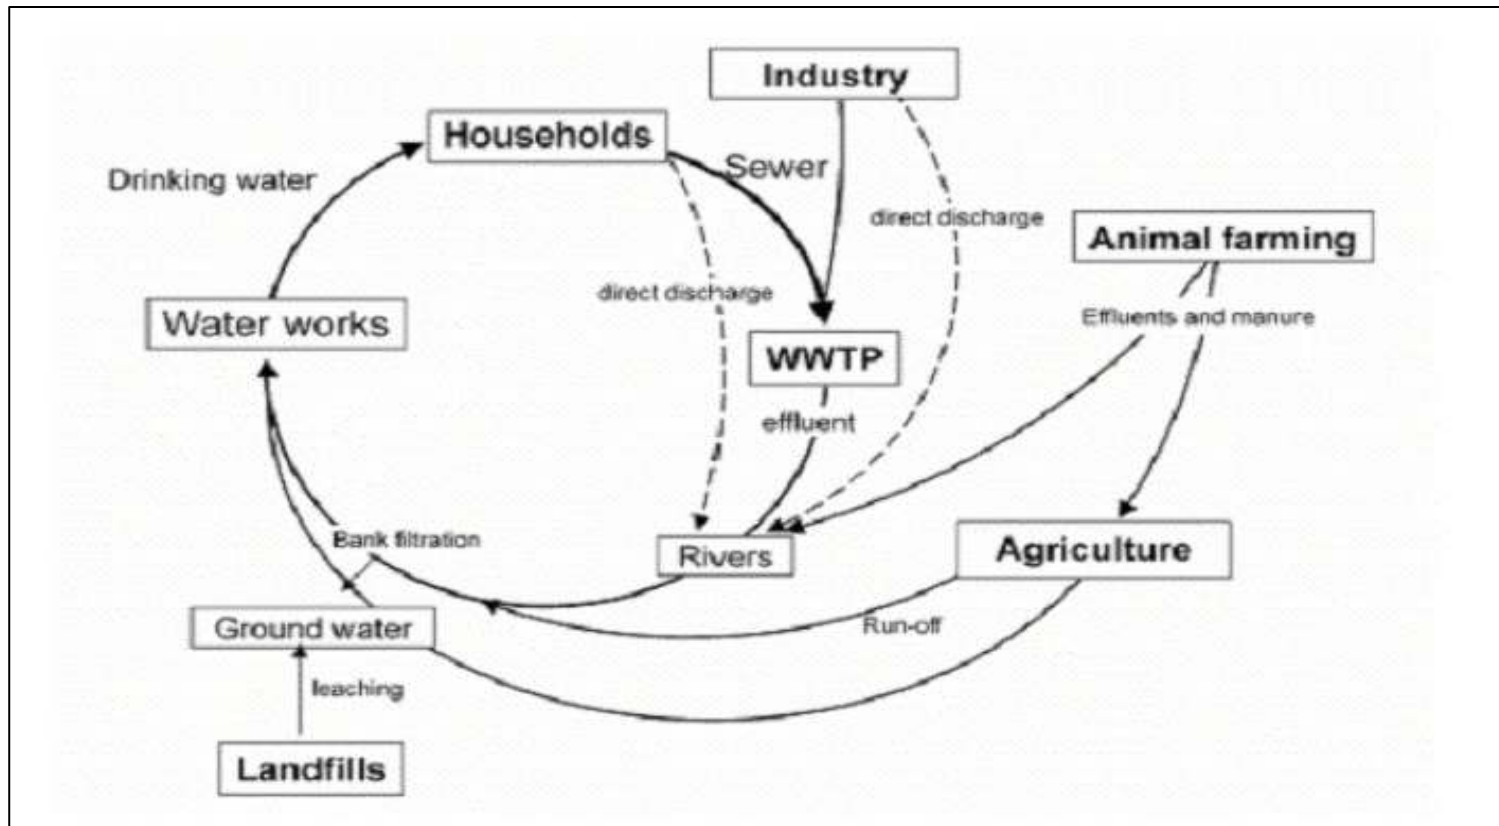 Industry
Households
Sewer
Drinking water
direct discharge
Animal farming
direct discharge
Effluents and manure
Water works
WWTP
effluent
Bank filtration
Rivers
Agriculture
Ground water
Run-off
leaching
Landfills